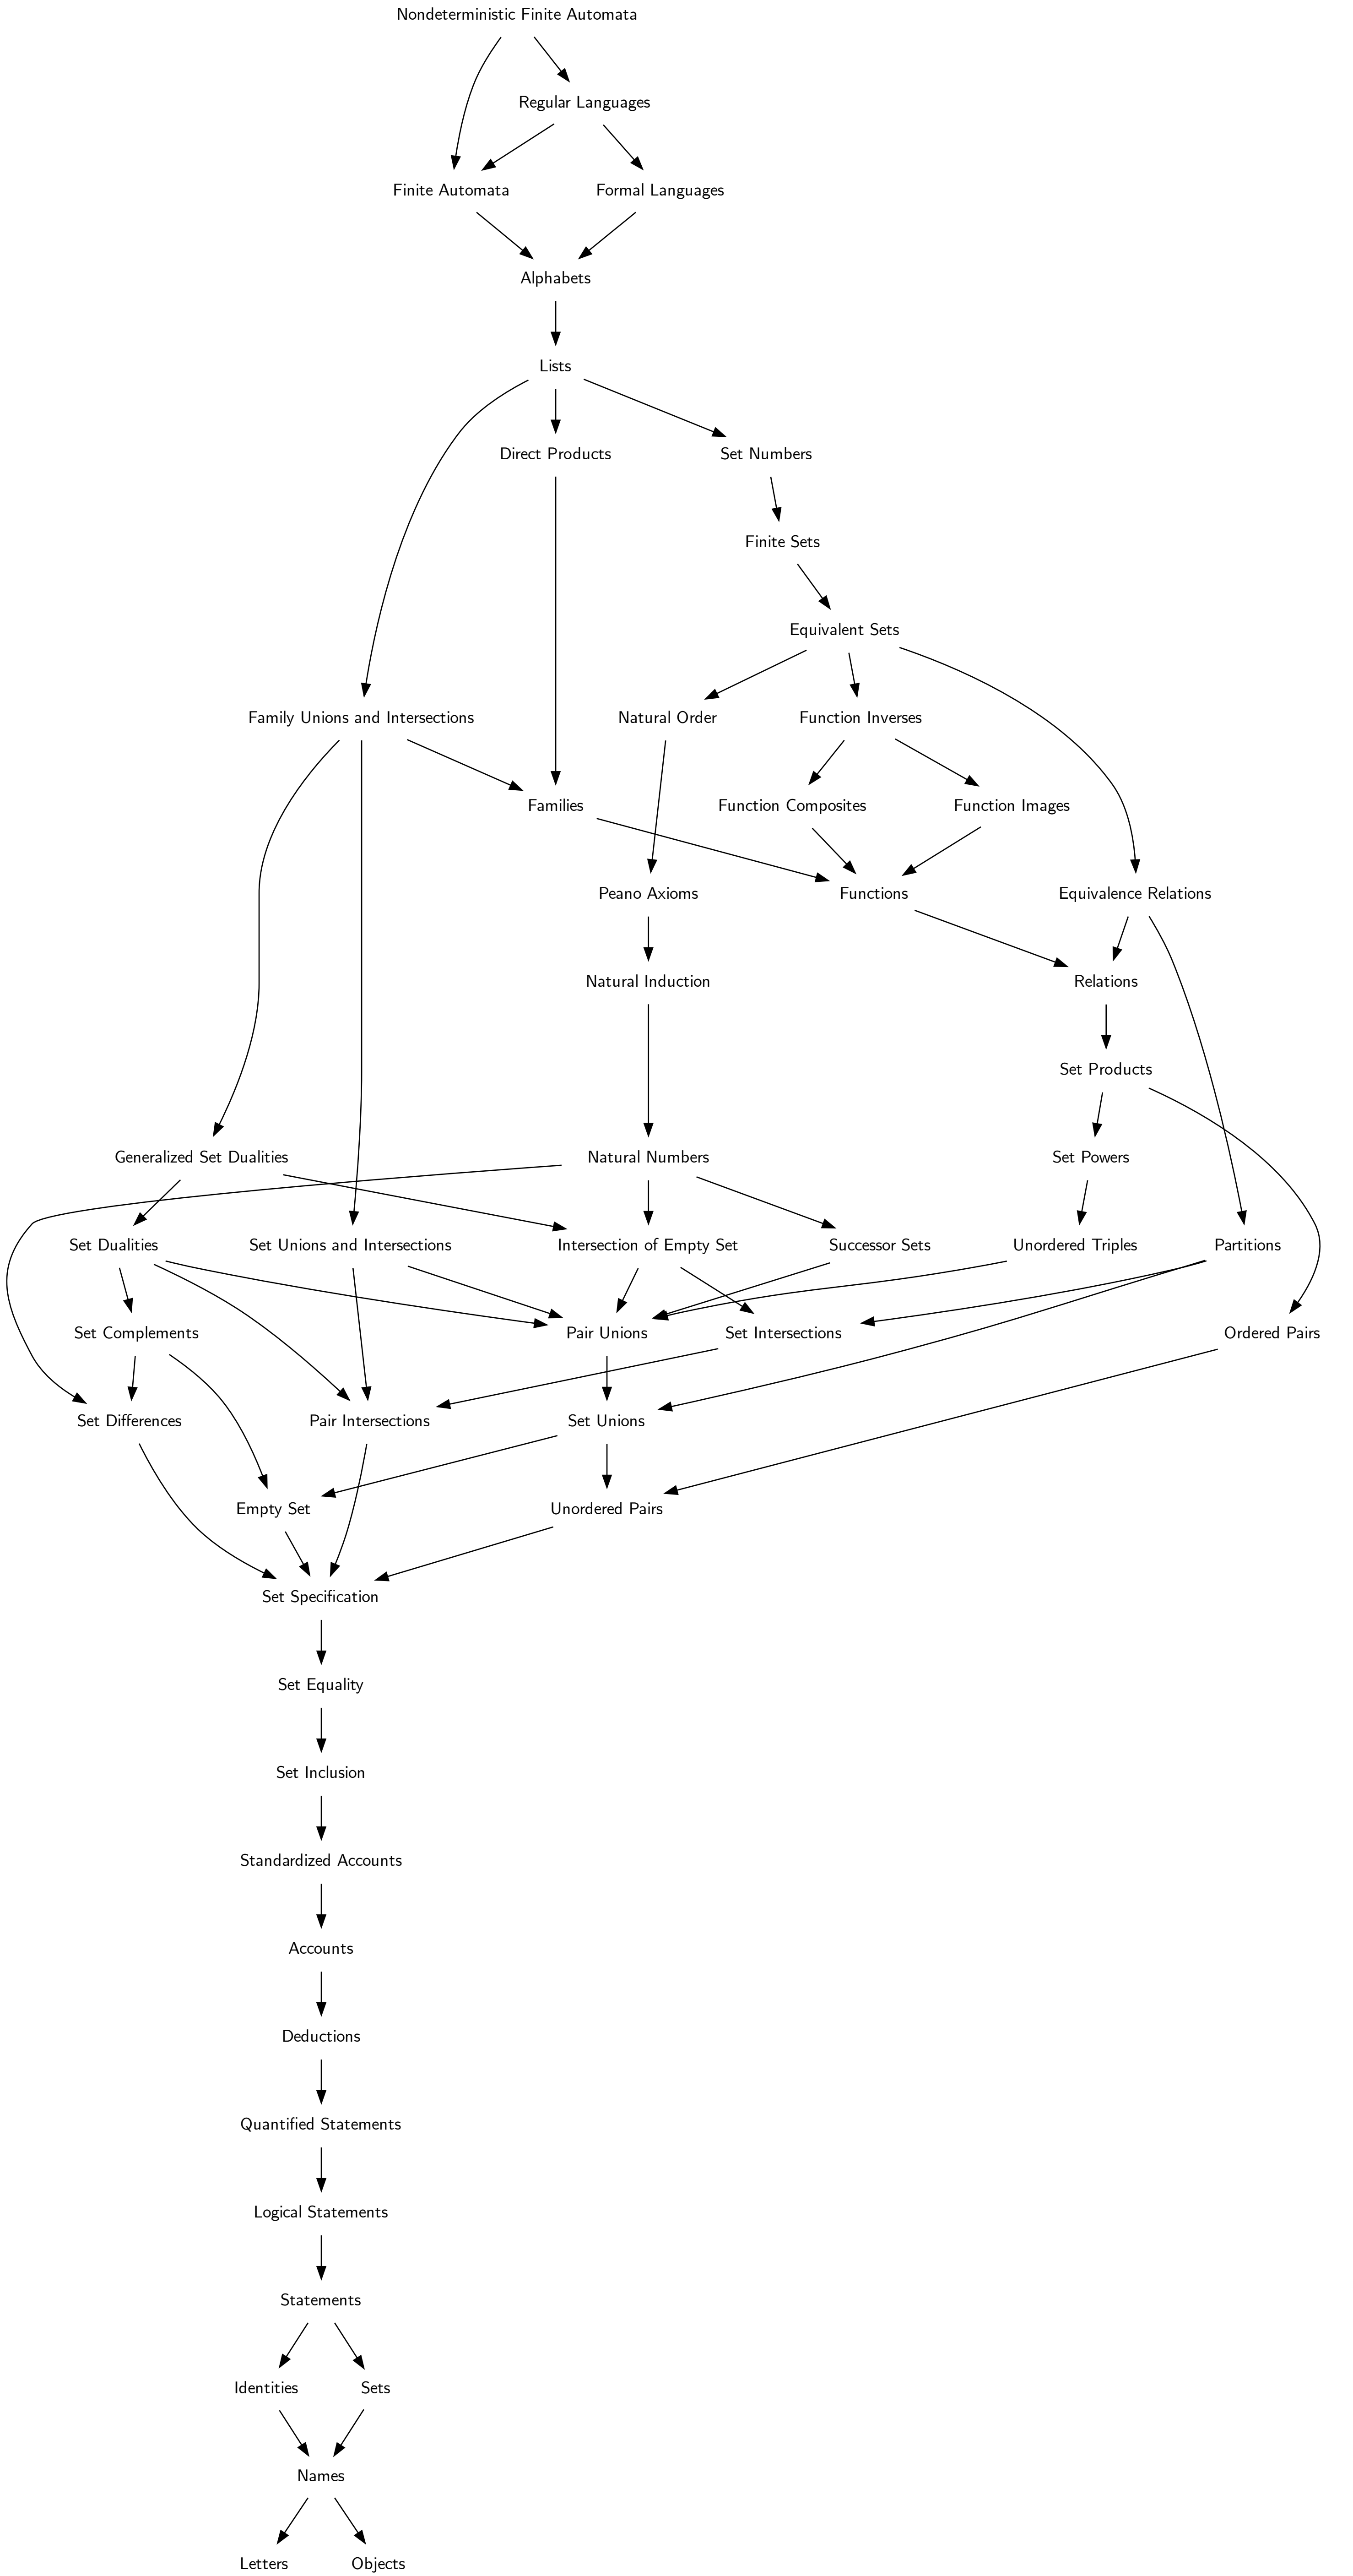 Nondeterministic Finite Automata
Regular Languages
Finite Automata
Formal Languages
Alphabets
Lists
Direct Products
Set Numbers
Finite Sets
Equivalent Sets
Family Unions and Intersections
Natural Order
Function Inverses
Families
Function Composites
Function Images
Peano Axioms
Functions
Equivalence Relations
Natural Induction
Relations
Set Products
Generalized Set Dualities
Natural Numbers
Set Powers
Set Dualities
Set Unions and Intersections
Intersection of Empty Set
Successor Sets
Unordered Triples
Partitions
Set Complements
Pair Unions
Set Intersections
Ordered Pairs
Set Differences
Pair Intersections
Set Unions
Empty Set
Unordered Pairs
Set Specification
Set Equality
Set Inclusion
Standardized Accounts
Accounts
Deductions
Quantified Statements
Logical Statements
Statements
Identities
Sets
Names
Letters
Objects